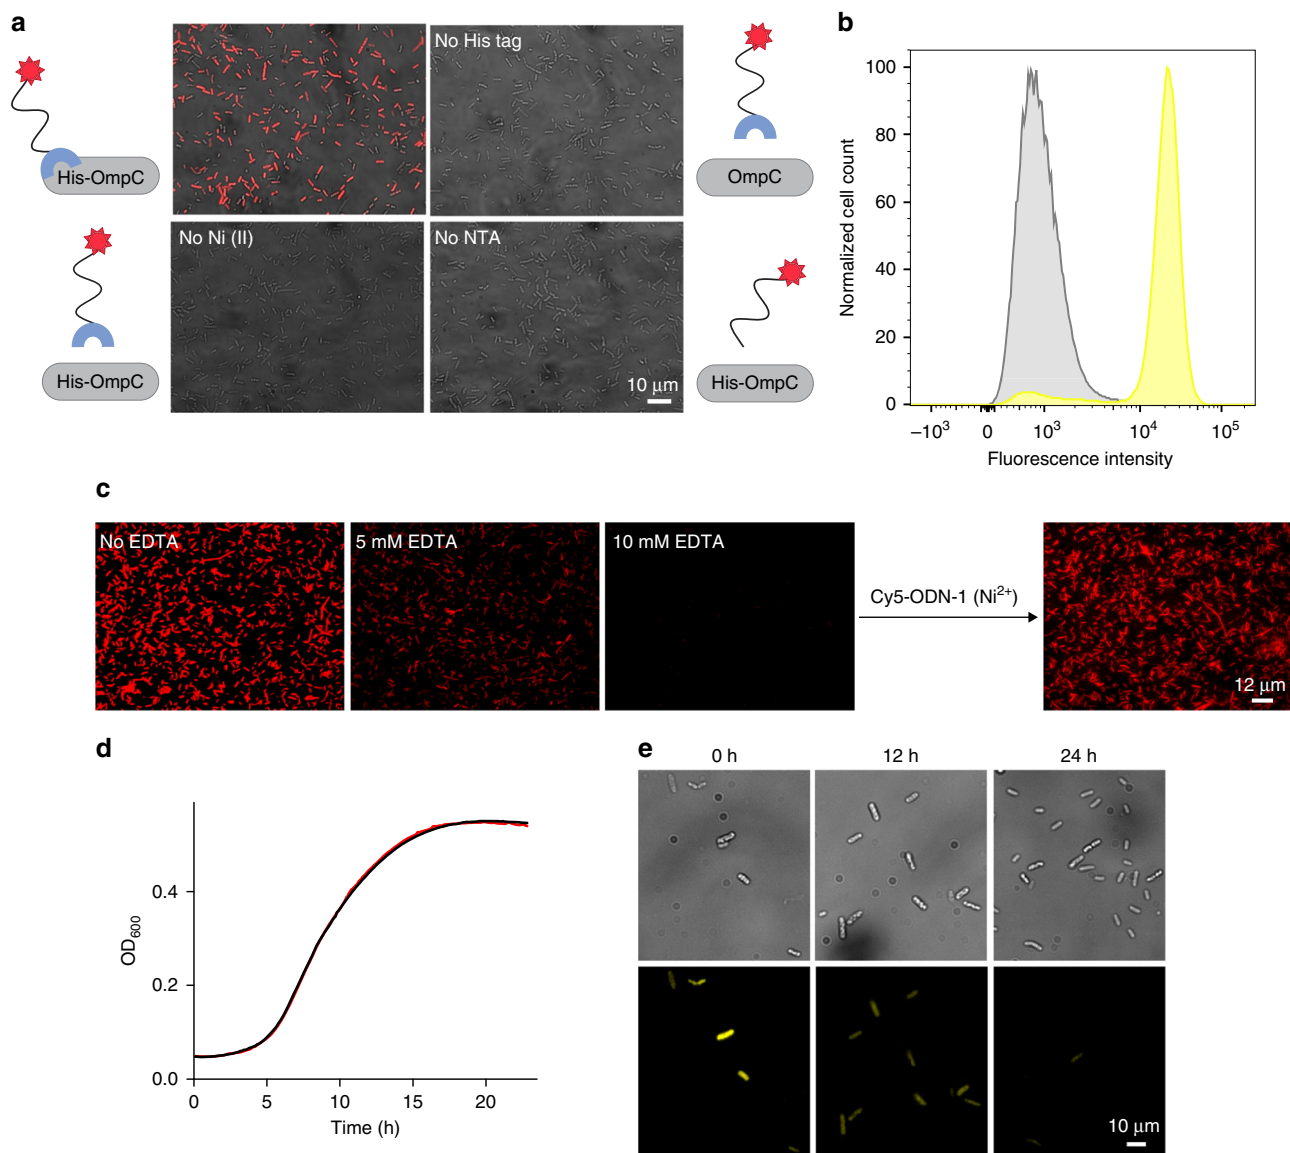 a
His-OmpC
No His tag
OmpC
No Ni (II)
His-OmpC
No NTA
10 μm
His-OmpC
b
Normalized cell count
100
80
60
40
20
0
−10³ 0 10³ 10⁴ 10⁵
Fluorescence intensity
c
No EDTA
5 mM EDTA
10 mM EDTA
Cy5-ODN-1 (Ni²⁺)
12 μm
d
OD₆₀₀
0.4
0.2
0.0
0 5 10 15 20
Time (h)
e
0 h 12 h 24 h
10 μm